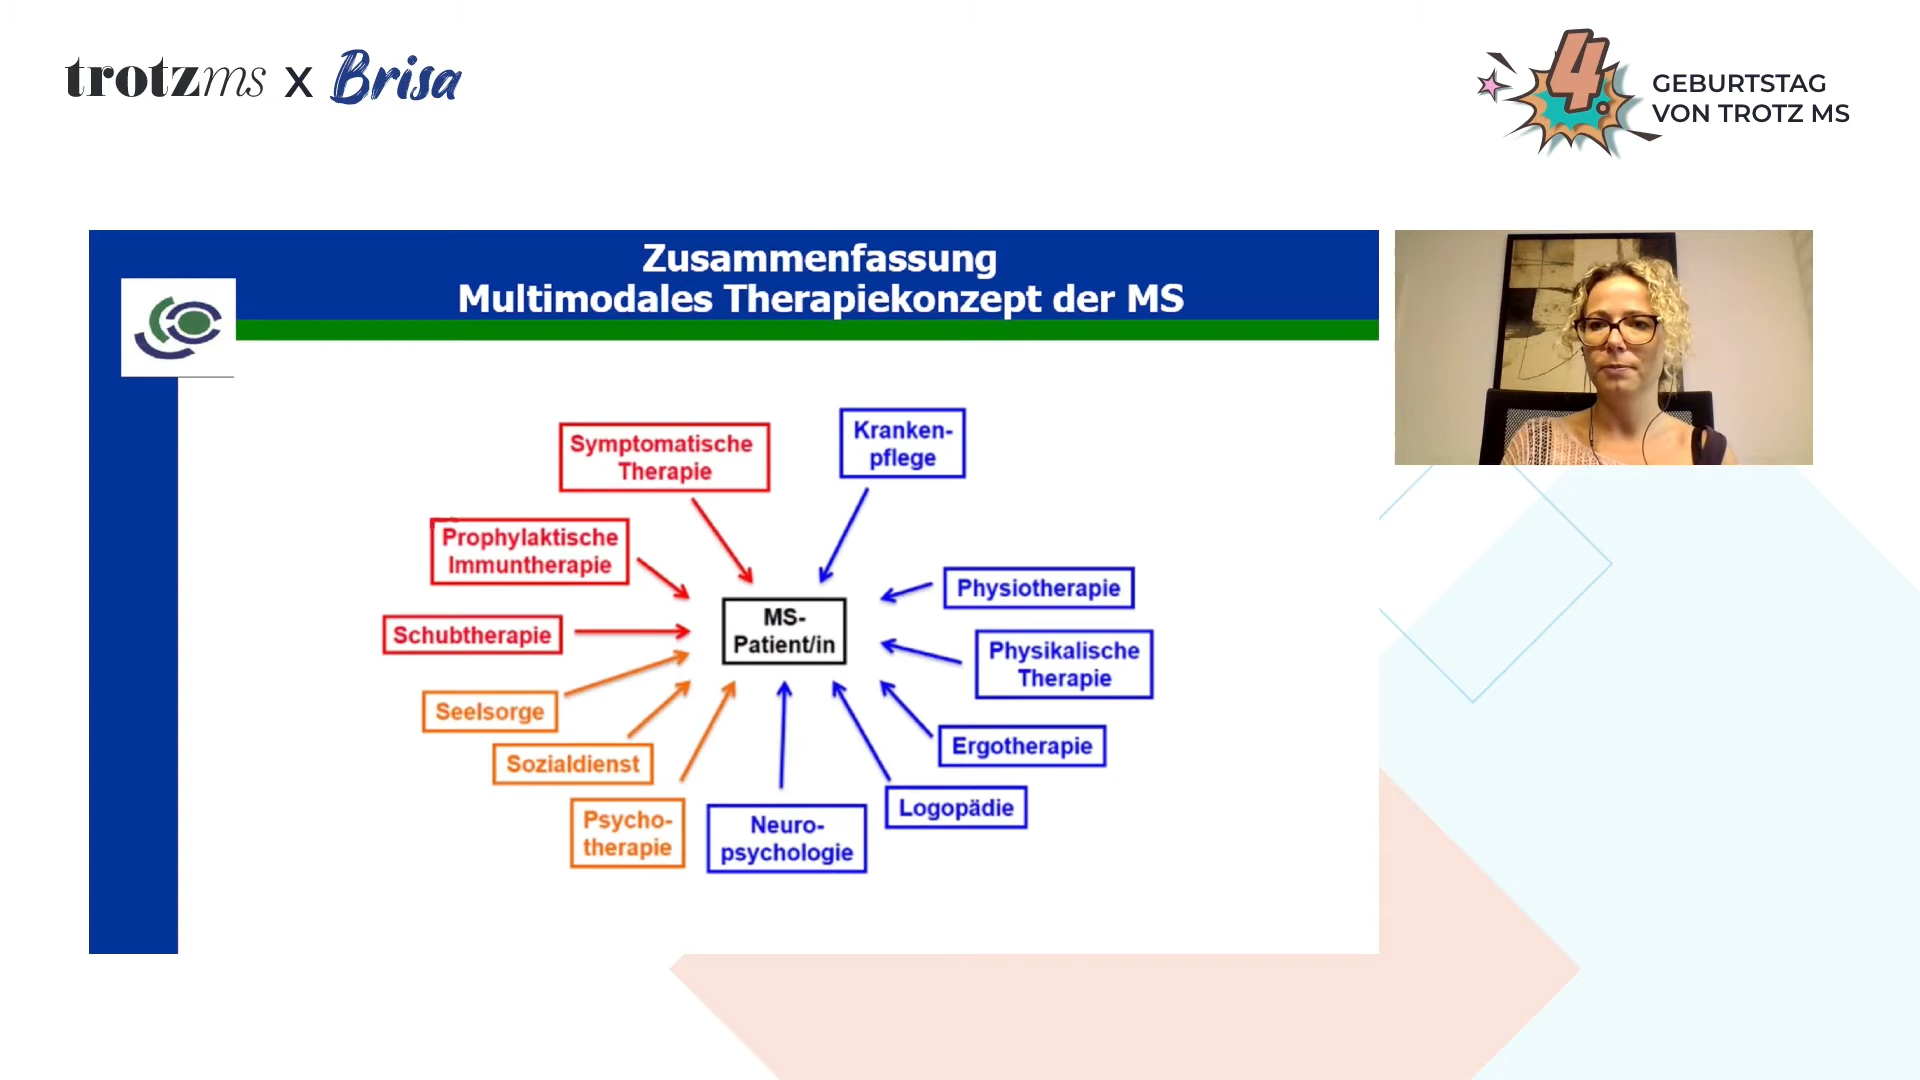 trotzms x Brisa
4.
GEBURTSTAG
VON TROTZ MS
Zusammenfassung
Multimodales Therapiekonzept der MS
Symptomatische
Therapie
Kranken-
pflege
Prophylaktische
Immuntherapie
Physiotherapie
MS-
Patient/in
Schubtherapie
Physikalische
Therapie
Seelsorge
Ergotherapie
Sozialdienst
Logopädie
Psycho-
therapie
Neuro-
psychologie